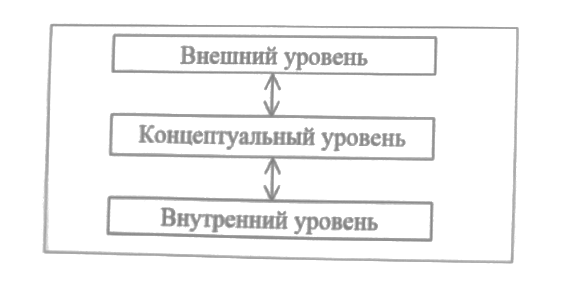 Внешний уровень
Концептуальный уровень
Внутренний уровень